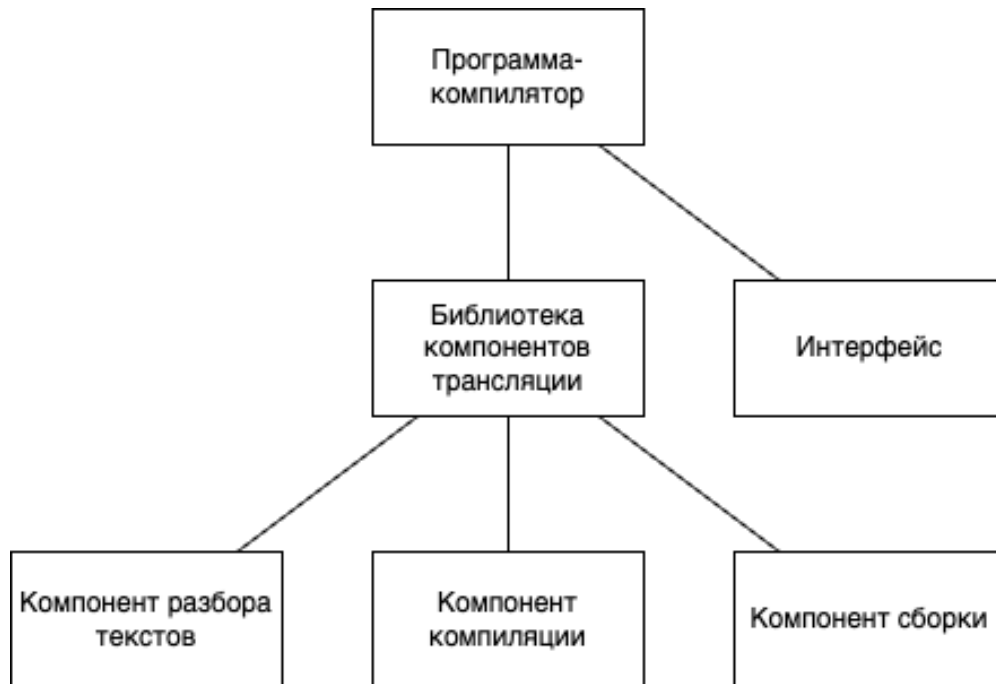 Программа-
компилятор
Библиотека
компонентов
трансляции
Интерфейс
Компонент разбора
текстов
Компонент
компиляции
Компонент сборки